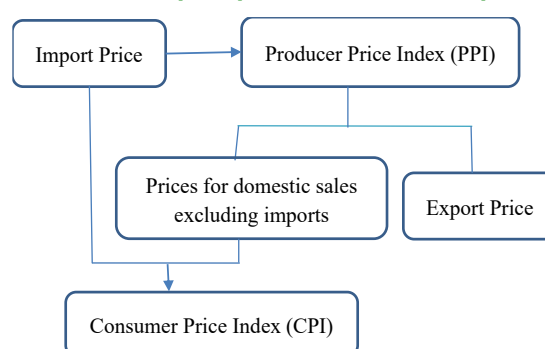 Import Price
Producer Price Index (PPI)
Prices for domestic sales
excluding imports
Export Price
Consumer Price Index (CPI)